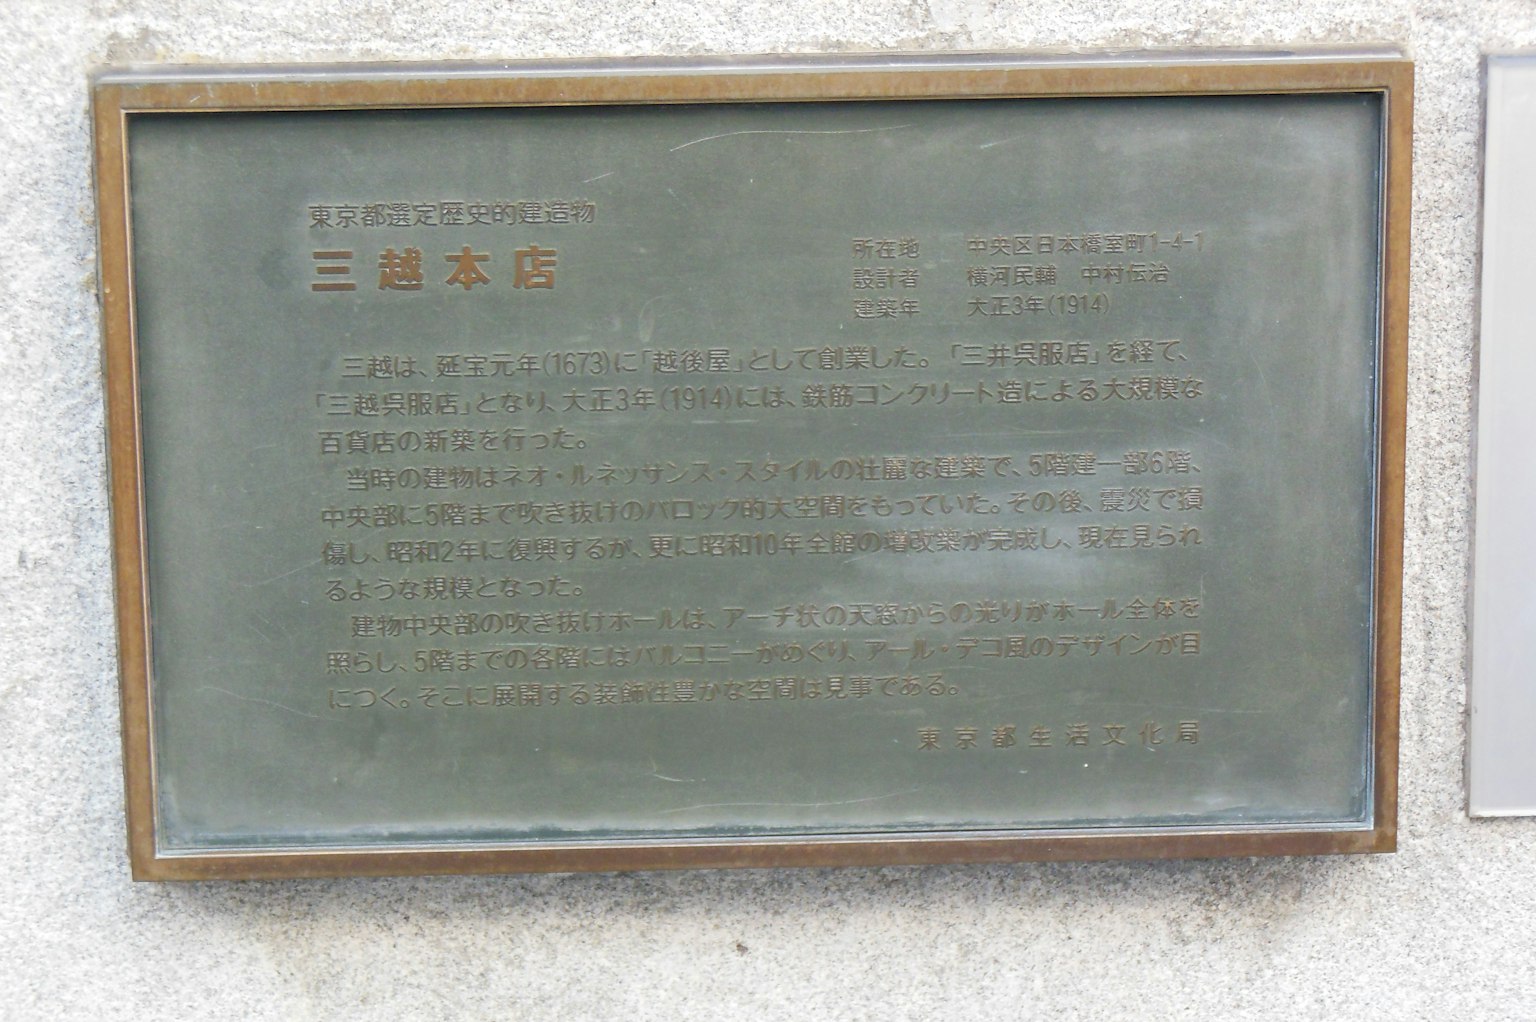 東京都選定歴史的建造物
三越本店
所在地 中央区日本橋室町1-4-1
設計者 横河民輔 中村伝治
建築年 大正3年(1914)
三越は、延宝元年(1673)に「越後屋」として創業した。「三井呉服店」を経て、
「三越呉服店」となり、大正3年(1914)には、鉄筋コンクリート造による大規模な
百貨店の新築を行った。
当時の建物はネオ・ルネッサンス・スタイルの壮麗な建築で、5階建一部6階、
中央部に5階まで吹き抜けのバロック的大空間をもっていた。その後、震災で損
傷し、昭和2年に復興するが、更に昭和10年全館の増改築が完成し、現在見られ
るような規模となった。
建物中央部の吹き抜けホールは、アーチ状の天窓からの光りがホール全体を
照らし、5階までの各階にはバルコニーがめぐり、アール・デコ風のデザインが目
につく。そこに展開する装飾性豊かな空間は見事である。
東京都生活文化局